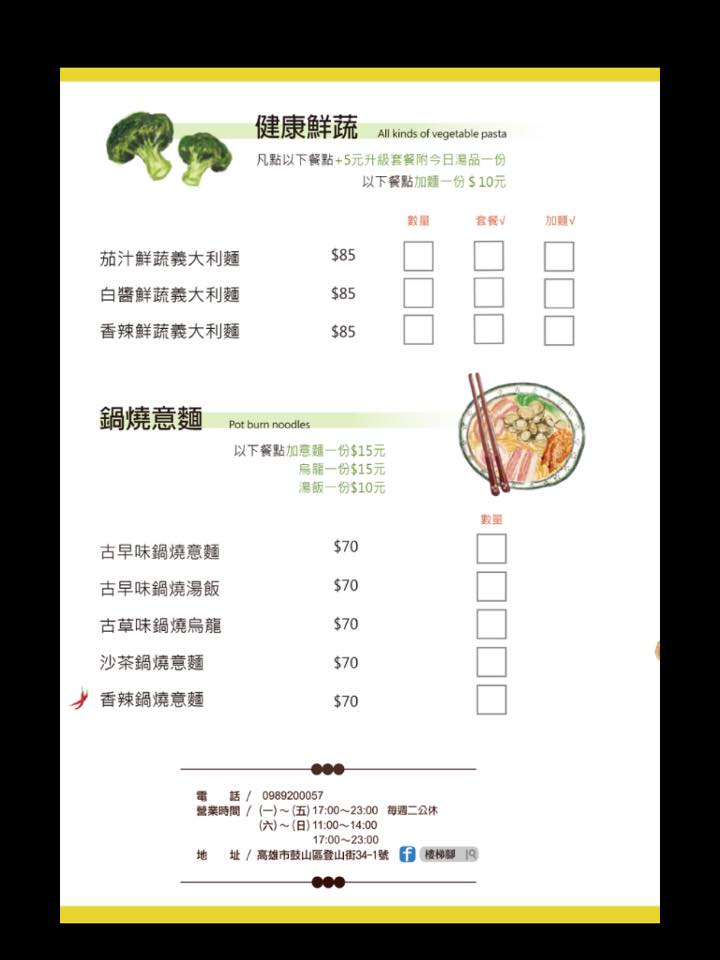 健康鮮蔬 All kinds of vegetable pasta
凡點以下餐點+5元升級套餐附今日湯品一份
以下餐點加麵一份＄10元
數量 套餐√ 加麵√
茄汁鮮蔬義大利麵 $85
白醬鮮蔬義大利麵 $85
香辣鮮蔬義大利麵 $85
鍋燒意麵 Pot burn noodles
以下餐點加意麵一份$15元
烏龍一份$15元
湯飯一份$10元
數量
古早味鍋燒意麵 $70
古早味鍋燒湯飯 $70
古草味鍋燒烏龍 $70
沙茶鍋燒意麵 $70
香辣鍋燒意麵 $70
電 話 / 0989200057
營業時間 / (一)～(五)17:00～23:00 每週二公休
(六)～(日)11:00～14:00
17:00～23:00
地 址 / 高雄市鼓山區登山街34-1號 f 樓梯腳